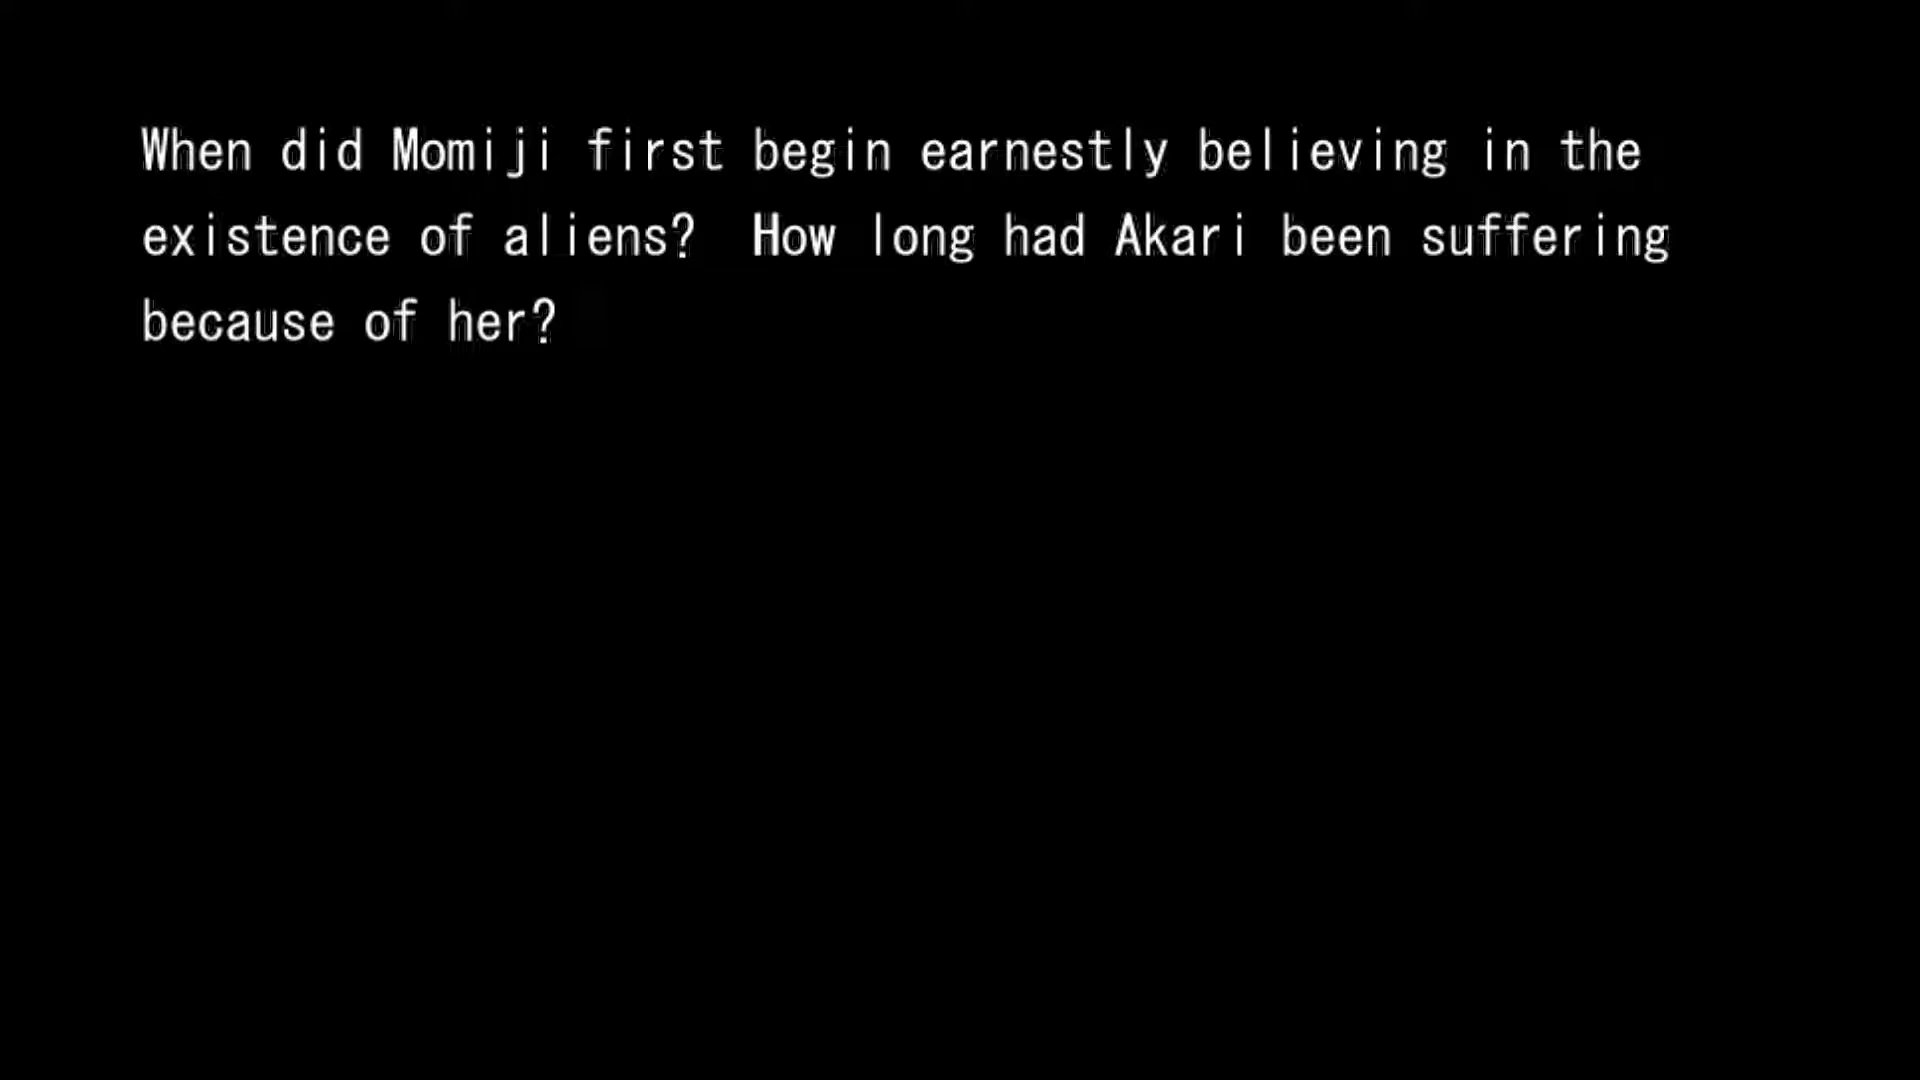 When did Momiji first begin earnestly believing in the
existence of aliens?  How long had Akari been suffering
because of her?